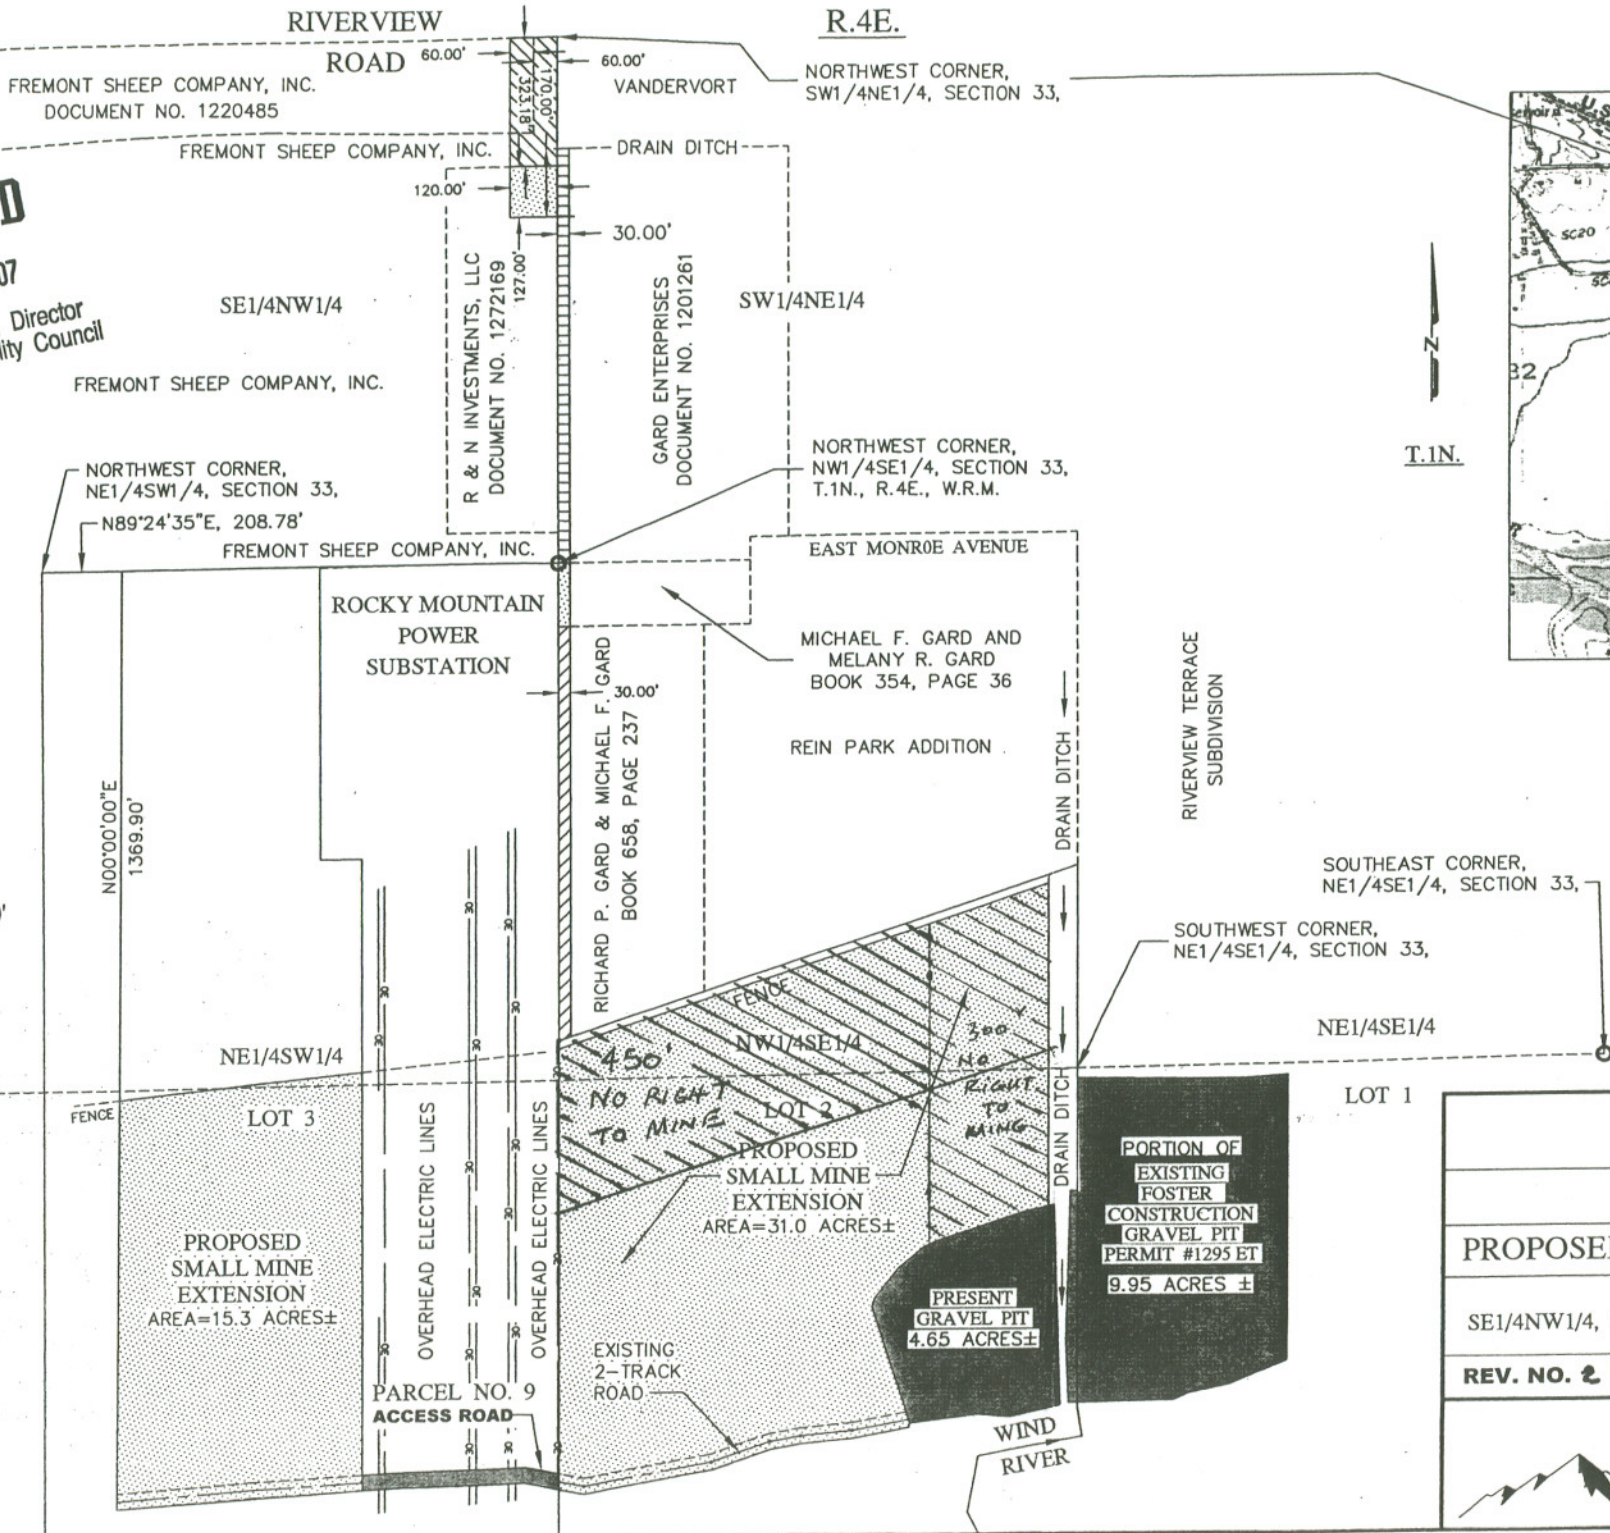 RIVERVIEW
ROAD
R.4E.
FREMONT SHEEP COMPANY, INC.
DOCUMENT NO. 1220485
60.00'
60.00'
170.00'
323.18'
VANDERVORT
NORTHWEST CORNER,
SW1/4NE1/4, SECTION 33,
FREMONT SHEEP COMPANY, INC.
DRAIN DITCH
120.00'
30.00'
127.00'
D
07
Director
ity Council
SE1/4NW1/4
R & N INVESTMENTS, LLC
DOCUMENT NO. 1272169
GARD ENTERPRISES
DOCUMENT NO. 1201261
SW1/4NE1/4
SC20
N
32
T.1N.
FREMONT SHEEP COMPANY, INC.
NORTHWEST CORNER,
NE1/4SW1/4, SECTION 33,
N89°24'35"E, 208.78'
FREMONT SHEEP COMPANY, INC.
NORTHWEST CORNER,
NW1/4SE1/4, SECTION 33,
T.1N., R.4E., W.R.M.
EAST MONROE AVENUE
ROCKY MOUNTAIN
POWER
SUBSTATION
MICHAEL F. GARD AND
MELANY R. GARD
BOOK 354, PAGE 36
30.00'
RICHARD P. GARD & MICHAEL F. GARD
BOOK 658, PAGE 237
REIN PARK ADDITION
DRAIN DITCH
RIVERVIEW TERRACE
SUBDIVISION
N00°00'00"E
1369.90'
SOUTHEAST CORNER,
NE1/4SE1/4, SECTION 33,
SOUTHWEST CORNER,
NE1/4SE1/4, SECTION 33,
FENCE
NE1/4SW1/4
NW1/4SE1/4
NE1/4SE1/4
450'
NO RIGHT
TO MINE
300'
NO
RIGHT
TO
MING
FENCE
LOT 3
LOT 2
LOT 1
DRAIN DITCH
OVERHEAD ELECTRIC LINES
OVERHEAD ELECTRIC LINES
PROPOSED
SMALL MINE
EXTENSION
AREA=31.0 ACRES±
PORTION OF
EXISTING
FOSTER
CONSTRUCTION
GRAVEL PIT
PERMIT #1295 ET
9.95 ACRES ±
PROPOSED
SMALL MINE
EXTENSION
AREA=15.3 ACRES±
PRESENT
GRAVEL PIT
4.65 ACRES±
EXISTING
2-TRACK
ROAD
PARCEL NO. 9
ACCESS ROAD
WIND
RIVER
PROPOSE
SE1/4NW1/4,
REV. NO. 2